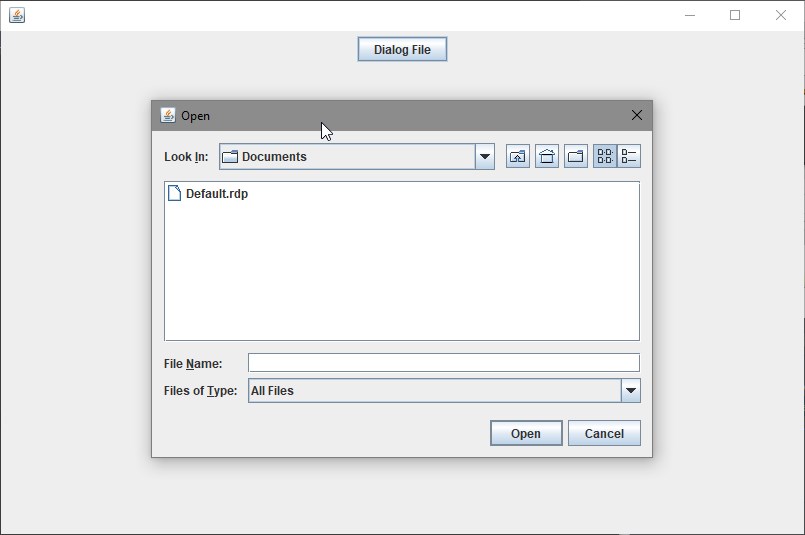 Dialog File
Open
Look In: Documents
Default.rdp
File Name:
Files of Type: All Files
Open Cancel